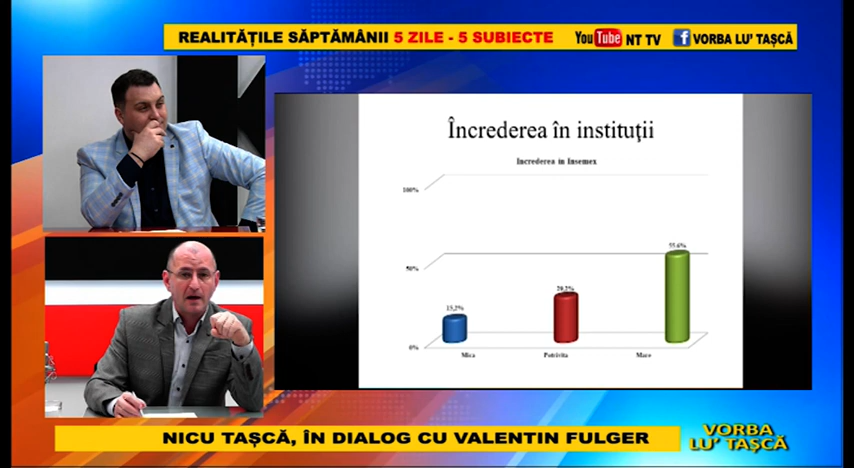 REALITĂȚILE SĂPTĂMÂNII 5 ZILE - 5 SUBIECTE YouTube NT TV f VORBA LU' TAȘCĂ
Încrederea în instituţii
Increderea in Insemex
100%
55.6%
50%
29,2%
15,2%
0%
Mica Potrivita Mare
NICU TAȘCĂ, ÎN DIALOG CU VALENTIN FULGER
VORBA
LU' TAȘCĂ